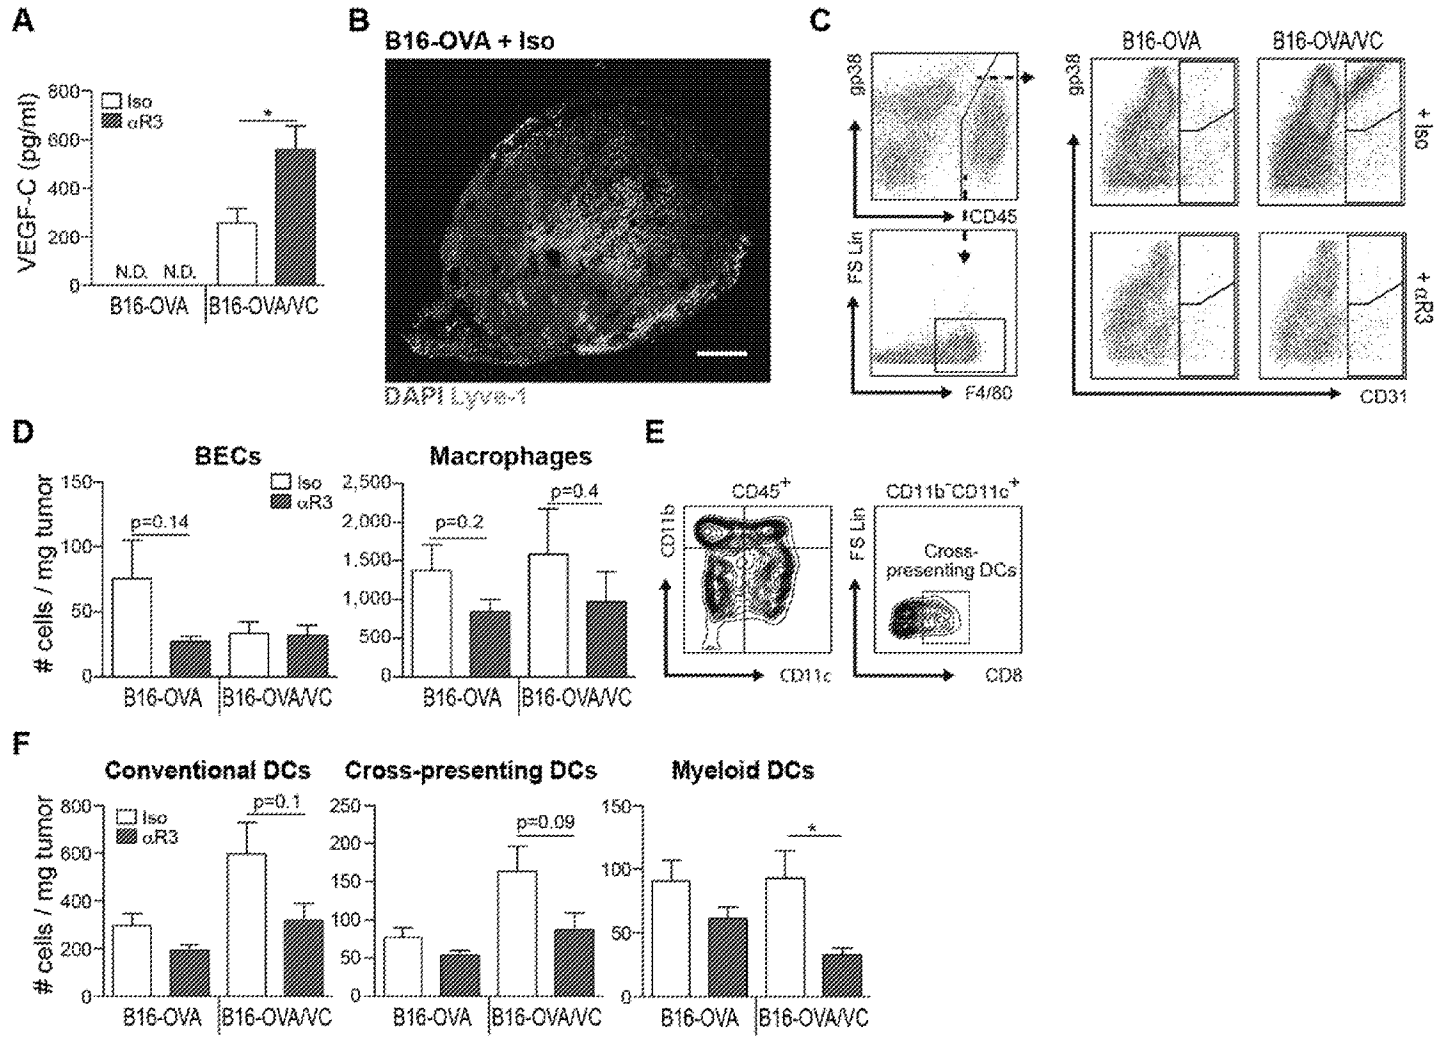 A
VEGF-C (pg/ml)
800
600
400
200
0
Iso
αR3
*
N.D. N.D.
B16-OVA B16-OVA/VC
B
B16-OVA + Iso
DAPI Lyve-1
C
gp38
CD45
FS Lin
F4/80
B16-OVA B16-OVA/VC
gp38
+ Iso
+ αR3
CD31
D
BECs
# cells / mg tumor
150
100
50
0
Iso
αR3
p=0.14
B16-OVA B16-OVA/VC
Macrophages
2,500
2,000
1,500
1,000
500
0
p=0.2
p=0.4
B16-OVA B16-OVA/VC
E
CD45+
CD11b
CD11c
CD11b-CD11c+
FS Lin
Cross-
presenting DCs
CD8
F
Conventional DCs
# cells / mg tumor
800
600
400
200
0
Iso
αR3
p=0.1
B16-OVA B16-OVA/VC
Cross-presenting DCs
250
200
150
100
50
0
p=0.09
B16-OVA B16-OVA/VC
Myeloid DCs
150
100
50
0
*
B16-OVA B16-OVA/VC